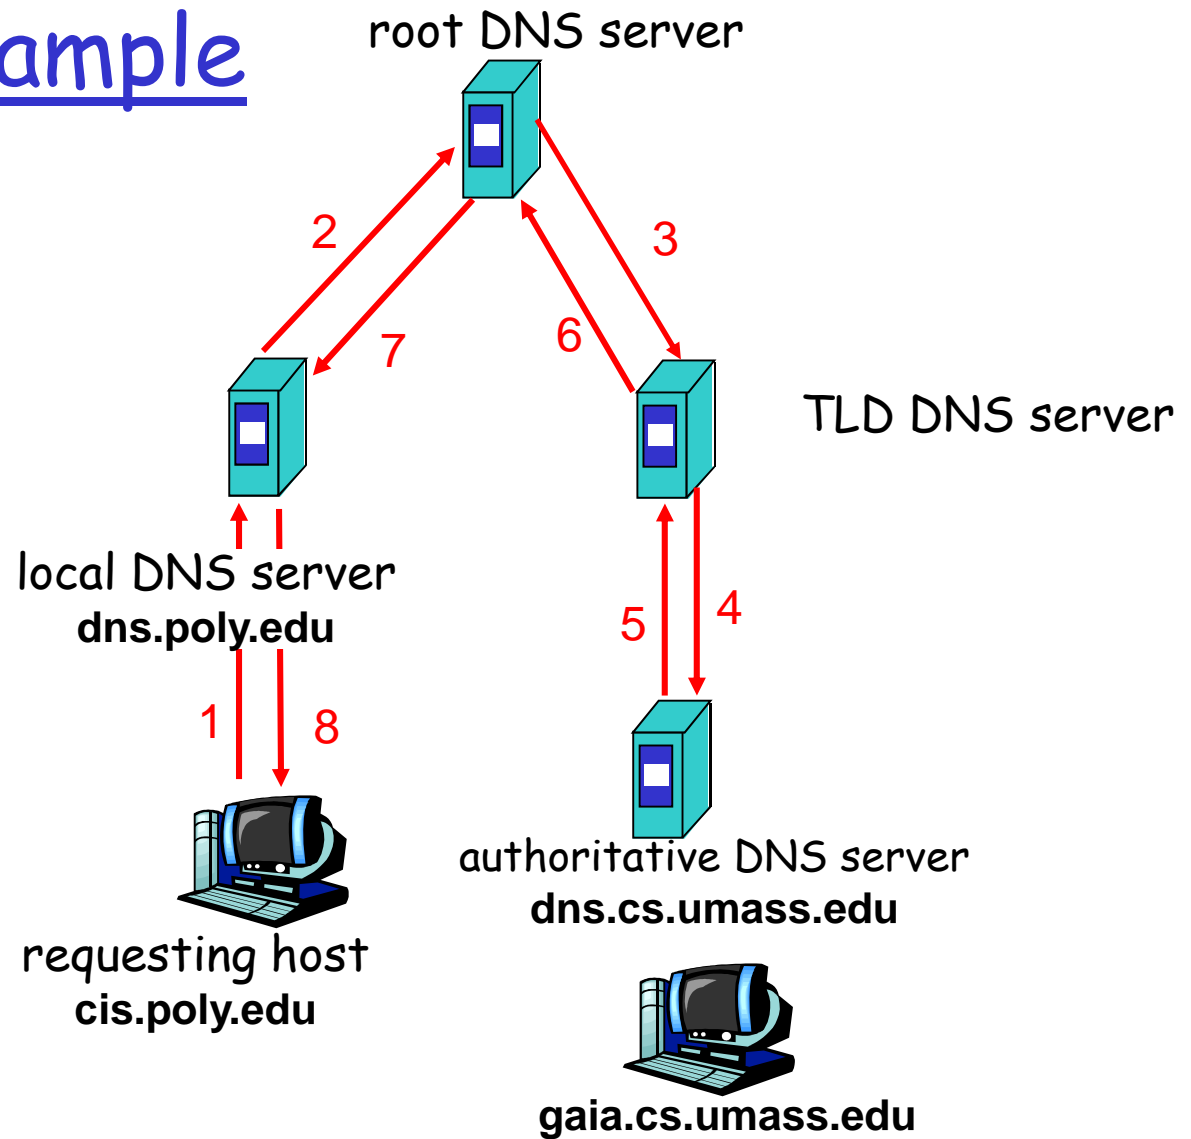 ample
root DNS server
2
3
7
6
TLD DNS server
local DNS server
dns.poly.edu
5
4
1
8
authoritative DNS server
dns.cs.umass.edu
requesting host
cis.poly.edu
gaia.cs.umass.edu